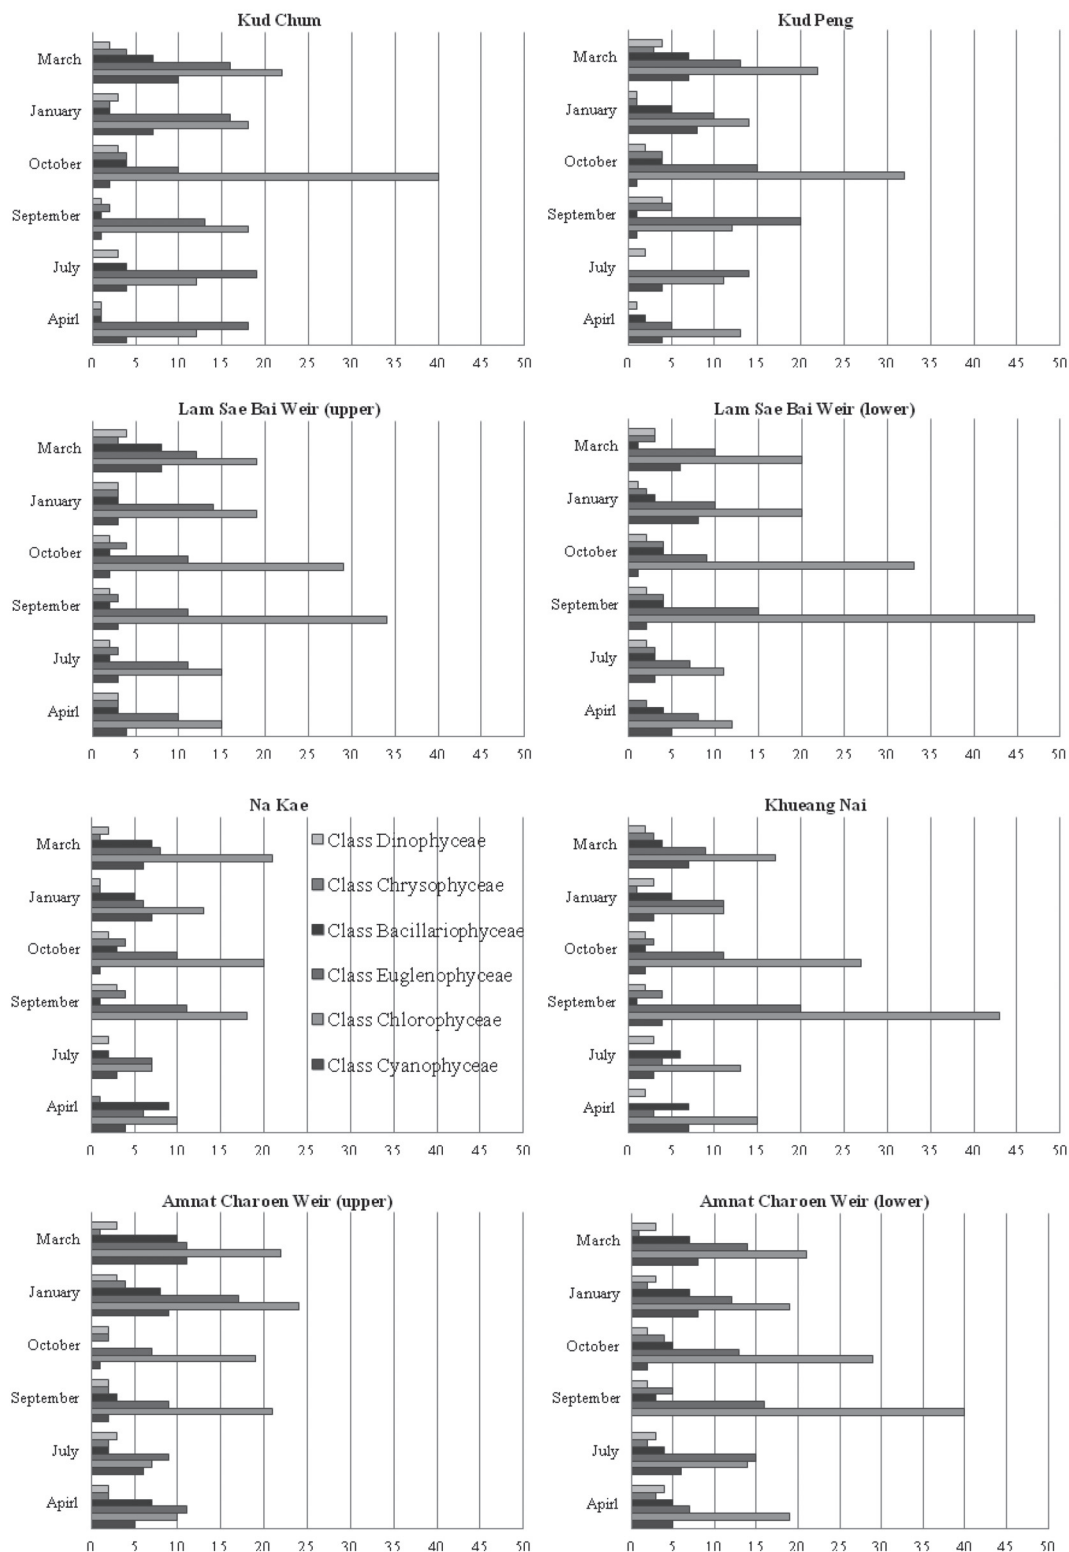 Kud Chum
March
January
October
September
July
Apirl
0 5 10 15 20 25 30 35 40 45 50
Kud Peng
March
January
October
September
July
Apirl
0 5 10 15 20 25 30 35 40 45 50
Lam Sae Bai Weir (upper)
March
January
October
September
July
Apirl
0 5 10 15 20 25 30 35 40 45 50
Lam Sae Bai Weir (lower)
March
January
October
September
July
Apirl
0 5 10 15 20 25 30 35 40 45 50
Na Kae
March
January
October
September
July
Apirl
0 5 10 15 20 25 30 35 40 45 50
Class Dinophyceae
Class Chrysophyceae
Class Bacillariophyceae
Class Euglenophyceae
Class Chlorophyceae
Class Cyanophyceae
Khueang Nai
March
January
October
September
July
Apirl
0 5 10 15 20 25 30 35 40 45 50
Amnat Charoen Weir (upper)
March
January
October
September
July
Apirl
0 5 10 15 20 25 30 35 40 45 50
Amnat Charoen Weir (lower)
March
January
October
September
July
Apirl
0 5 10 15 20 25 30 35 40 45 50